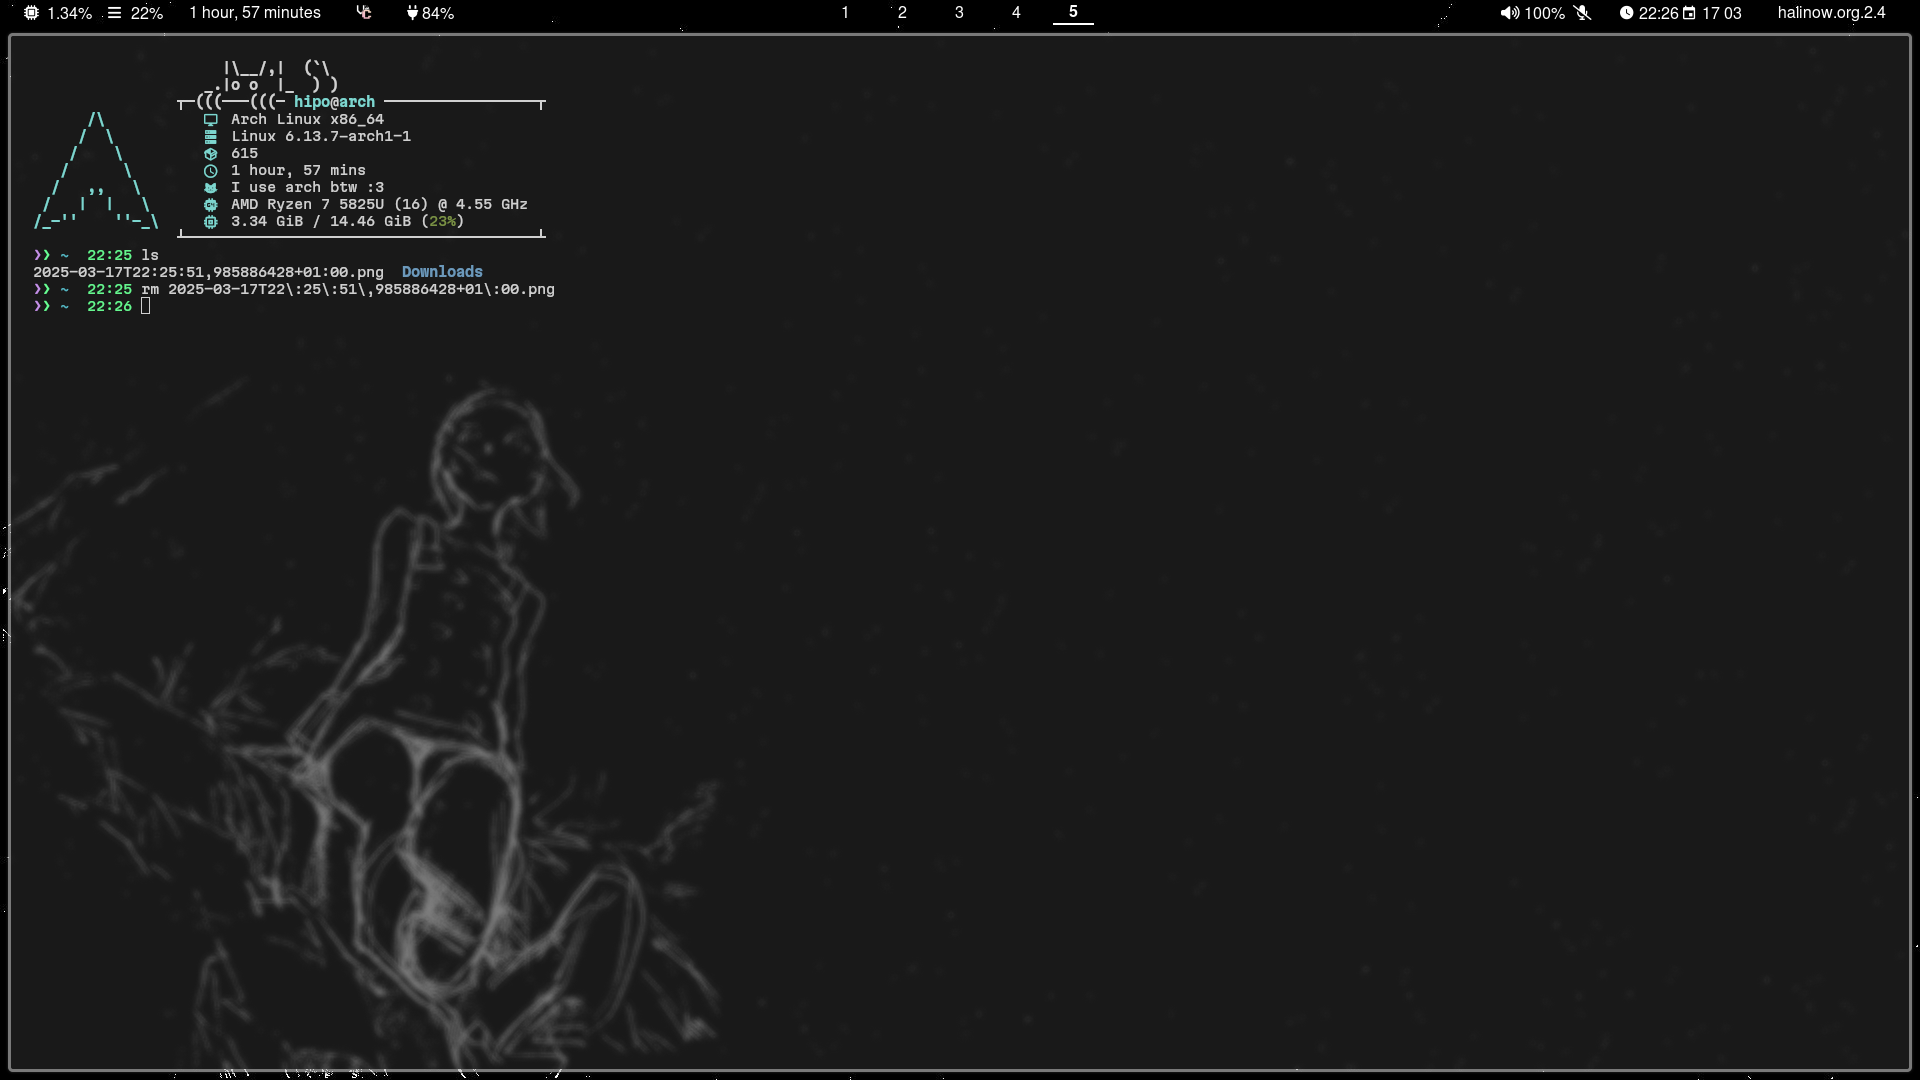 1.34% 22% 1 hour, 57 minutes 84% 1 2 3 4 5 100% 22:26 17 03 halinow.org.2.4
|\__/,|  (`\
_.|o o  |_  ) )
(((——(((— hipo@arch
Arch Linux x86_64
Linux 6.13.7-arch1-1
615
1 hour, 57 mins
I use arch btw :3
AMD Ryzen 7 5825U (16) @ 4.55 GHz
3.34 GiB / 14.46 GiB (23%)
❯❯ ~ 22:25 ls
2025-03-17T22:25:51,985886428+01:00.png Downloads
❯❯ ~ 22:25 rm 2025-03-17T22\:25\:51\,985886428+01\:00.png
❯❯ ~ 22:26